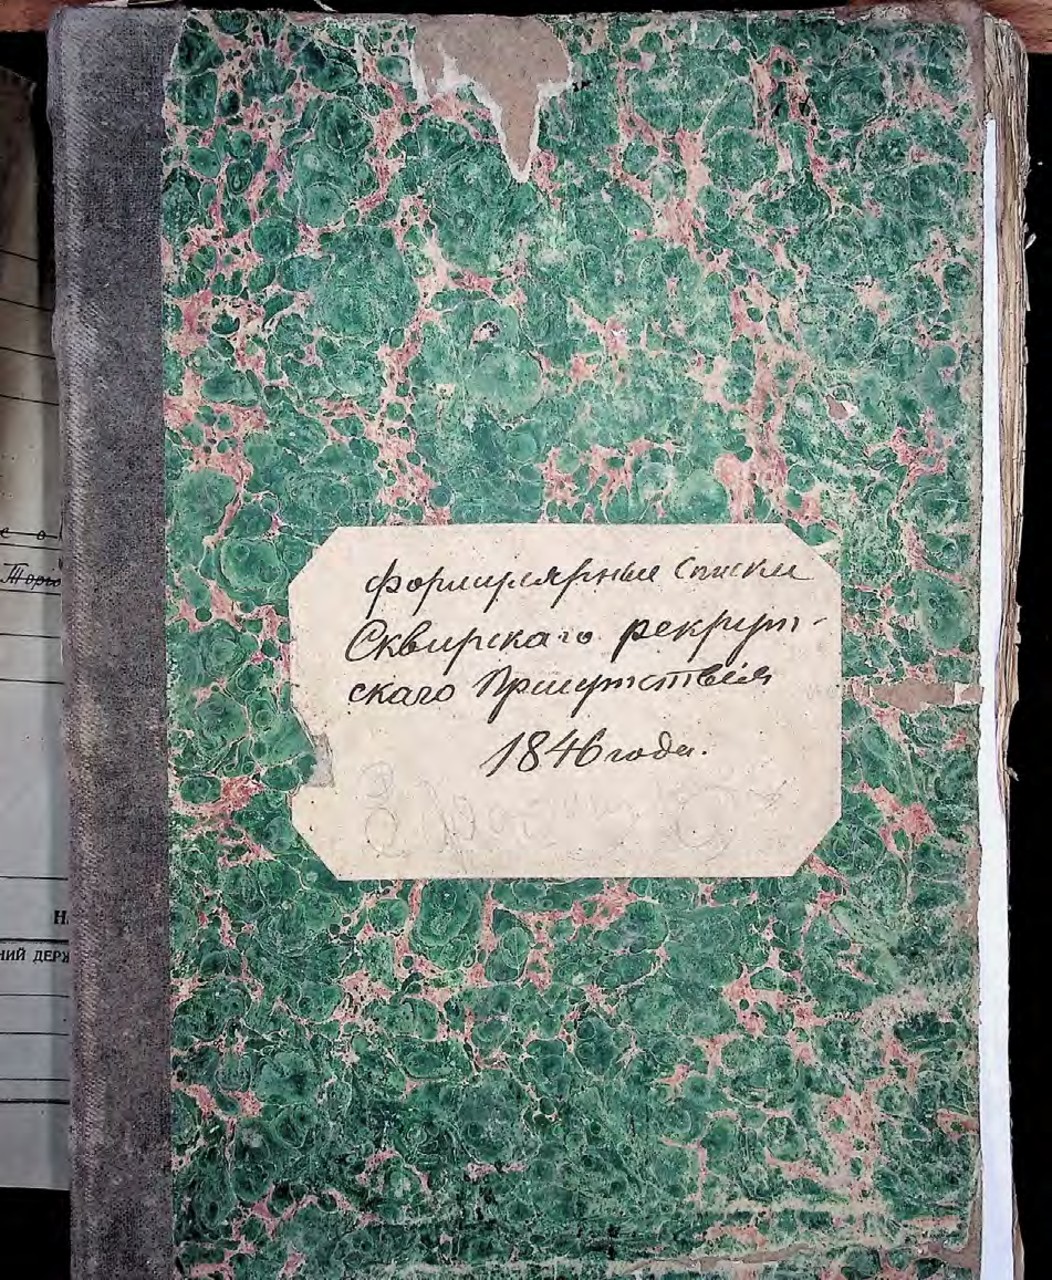 Формулярные Списки
Сквирскаго рекрут-
скаго Присутствія
1846 года.